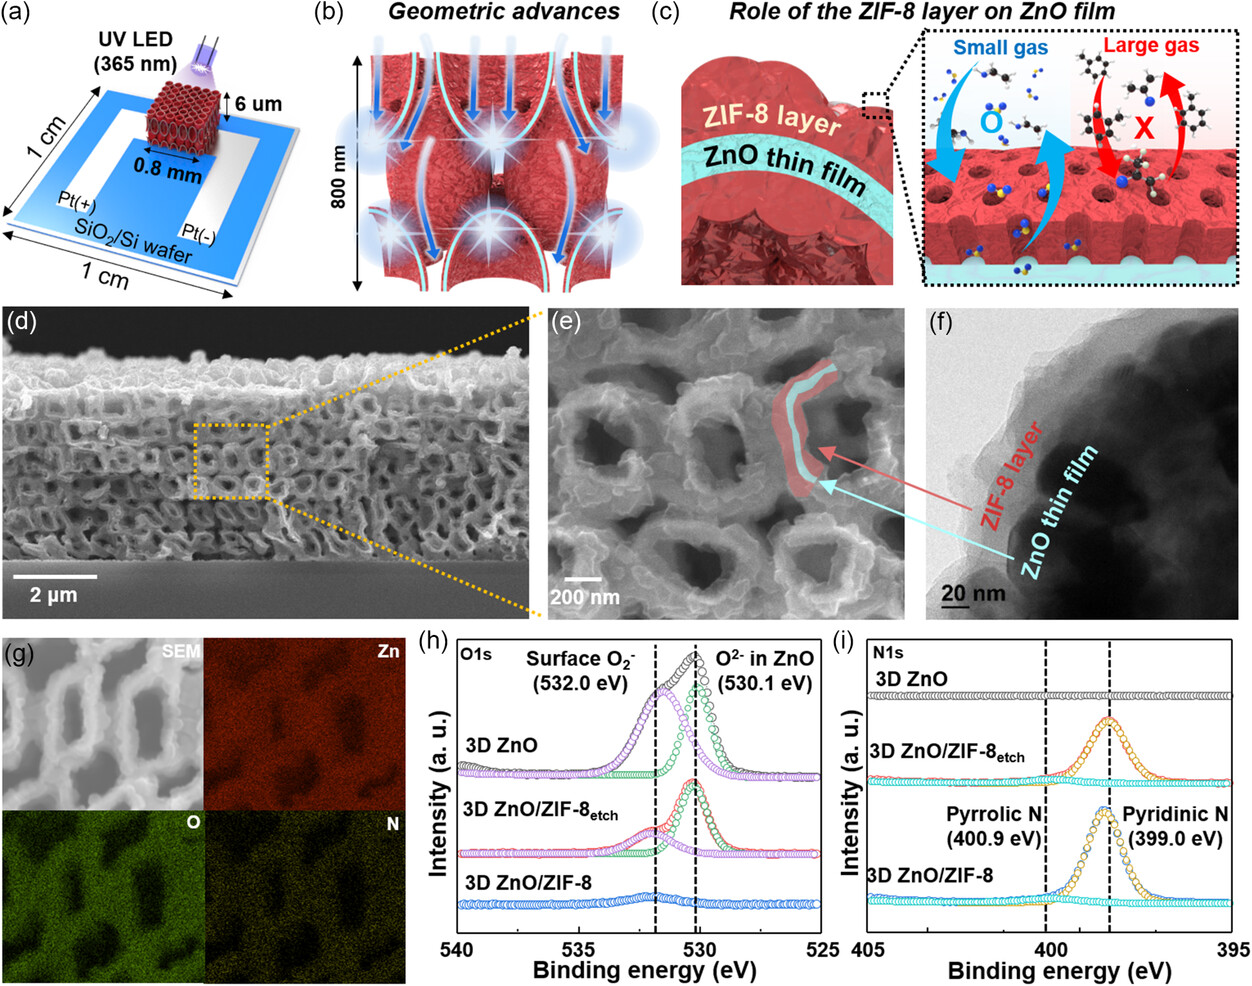 (a)
UV LED
(365 nm)
6 um
1 cm
0.8 mm
Pt(+)
Pt(-)
SiO2/Si wafer
1 cm
(b)
Geometric advances
800 nm
(c)
Role of the ZIF-8 layer on ZnO film
ZIF-8 layer
ZnO thin film
Small gas
Large gas
O
X
(d)
2 µm
(e)
200 nm
(f)
ZIF-8 layer
ZnO thin film
20 nm
(g)
SEM
Zn
O
N
(h)
O1s
Surface O2-
(532.0 eV)
O2- in ZnO
(530.1 eV)
3D ZnO
3D ZnO/ZIF-8etch
3D ZnO/ZIF-8
Intensity (a. u.)
540
535
530
525
Binding energy (eV)
(i)
N1s
3D ZnO
3D ZnO/ZIF-8etch
Pyrrolic N
(400.9 eV)
Pyridinic N
(399.0 eV)
3D ZnO/ZIF-8
Intensity (a. u.)
405
400
395
Binding energy (eV)